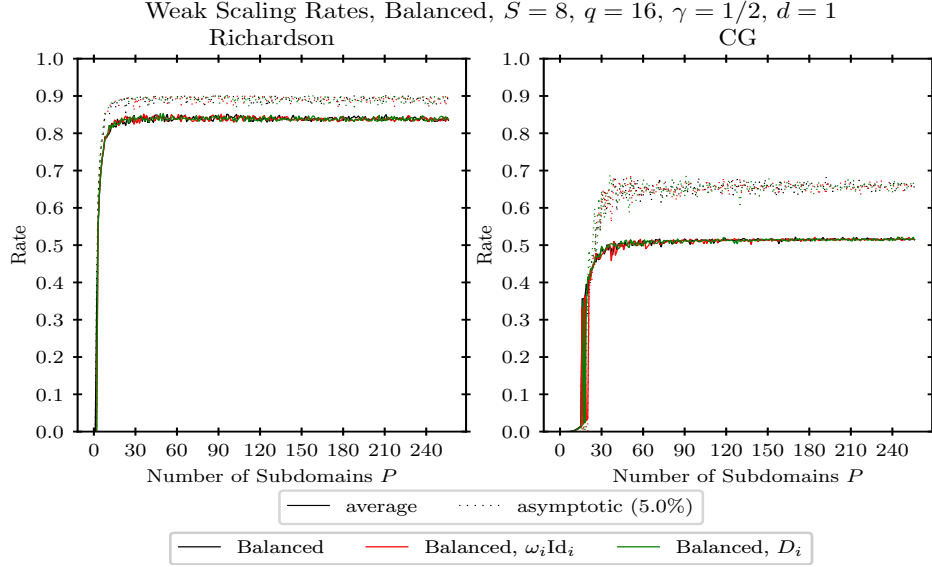 Weak Scaling Rates, Balanced, S = 8, q = 16, γ = 1/2, d = 1
Richardson
1.0
0.9
0.8
0.7
0.6
0.5
0.4
0.3
0.2
0.1
0.0
Rate
0 30 60 90 120 150 180 210 240
Number of Subdomains P
CG
1.0
0.9
0.8
0.7
0.6
0.5
0.4
0.3
0.2
0.1
0.0
Rate
0 30 60 90 120 150 180 210 240
Number of Subdomains P
average asymptotic (5.0%)
Balanced Balanced, ωᵢIdᵢ Balanced, Dᵢ